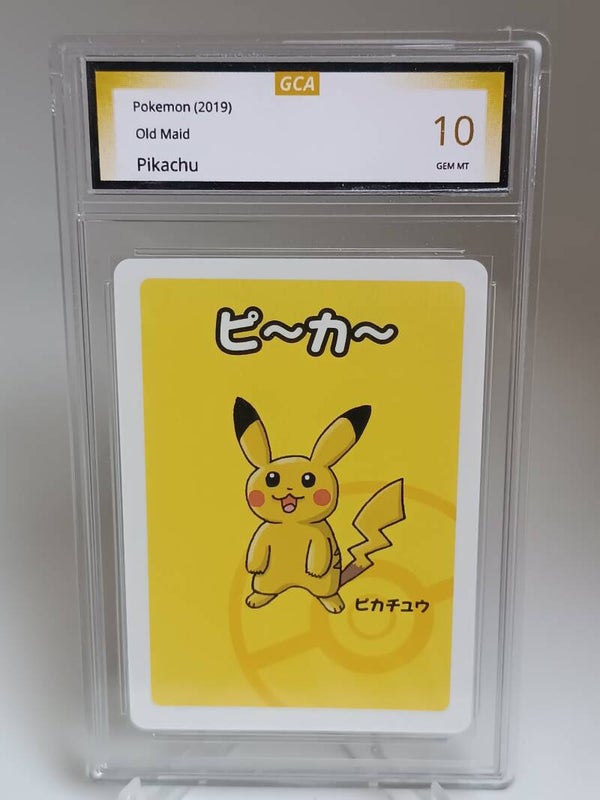 GCA
Pokemon (2019)
Old Maid
Pikachu
10
GEM MT
ピ～カ～
ピカチュウ